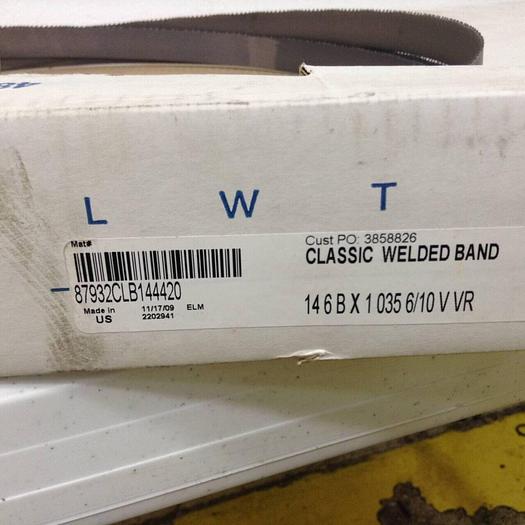 L W T
Mat#
87932CLB144420
Made in US
11/17/09 ELM
2202941
Cust PO: 3858826
CLASSIC WELDED BAND
14 6 B X 1 035 6/10 V VR